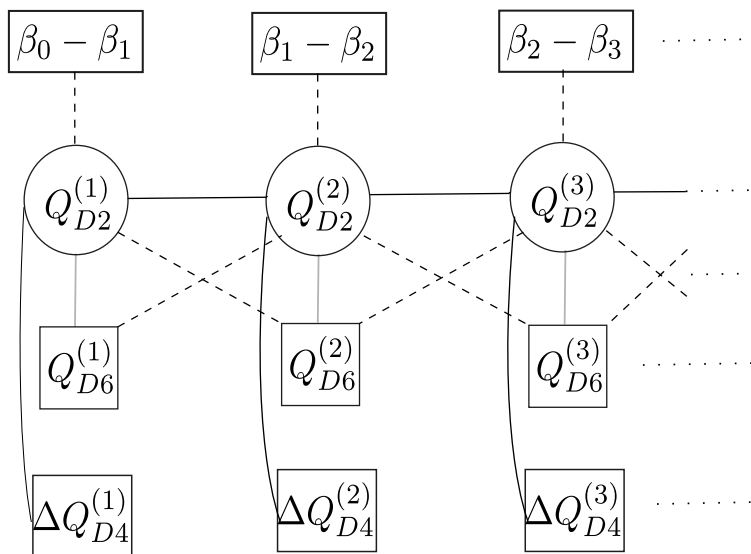 β₀ − β₁ β₁ − β₂ β₂ − β₃
Q_{D2}^{(1)} Q_{D2}^{(2)} Q_{D2}^{(3)}
Q_{D6}^{(1)} Q_{D6}^{(2)} Q_{D6}^{(3)}
ΔQ_{D4}^{(1)} ΔQ_{D4}^{(2)} ΔQ_{D4}^{(3)}